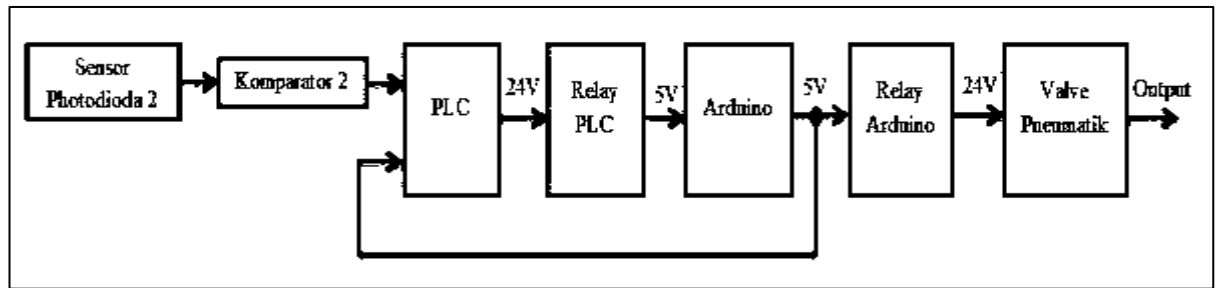 Sensor
Photodioda 2
Komparator 2
PLC
24V
Relay
PLC
5V
Arduino
5V
Relay
Arduino
24V
Valve
Pneumatik
Output